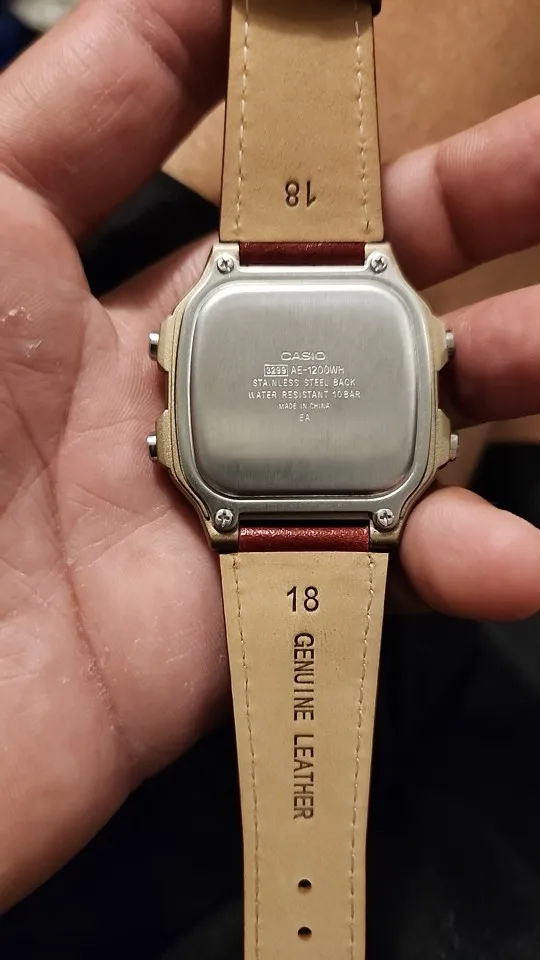 18
CASIO
3299 AE-1200WH
STAINLESS STEEL BACK
WATER RESISTANT 10BAR
MADE IN CHINA
EA
18
GENUINE LEATHER